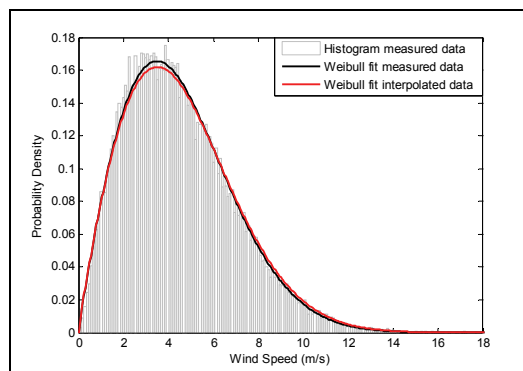 0.18
0.16
0.14
0.12
0.1
0.08
0.06
0.04
0.02
0
Probability Density
Histogram measured data
Weibull fit measured data
Weibull fit interpolated data
0 2 4 6 8 10 12 14 16 18
Wind Speed (m/s)